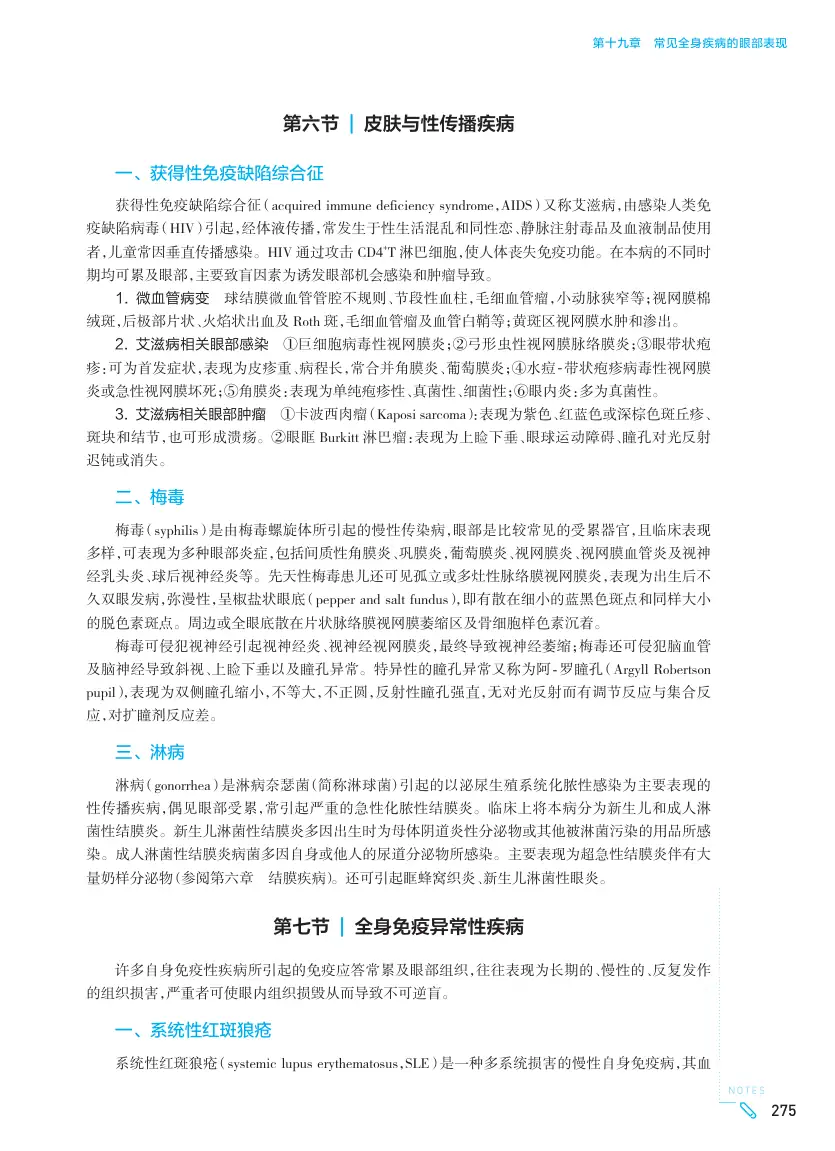 第十九章 常见全身疾病的眼部表现
第六节 | 皮肤与性传播疾病
一、获得性免疫缺陷综合征
获得性免疫缺陷综合征(acquired immune deficiency syndrome,AIDS)又称艾滋病,由感染人类免
疫缺陷病毒(HIV)引起,经体液传播,常发生于性生活混乱和同性恋、静脉注射毒品及血液制品使用
者,儿童常因垂直传播感染。HIV 通过攻击 CD4⁺T 淋巴细胞,使人体丧失免疫功能。在本病的不同时
期均可累及眼部,主要致盲因素为诱发眼部机会感染和肿瘤导致。
1. 微血管病变 球结膜微血管管腔不规则、节段性血柱,毛细血管瘤,小动脉狭窄等;视网膜棉
绒斑,后极部片状、火焰状出血及 Roth 斑,毛细血管瘤及血管白鞘等;黄斑区视网膜水肿和渗出。
2. 艾滋病相关眼部感染 ①巨细胞病毒性视网膜炎;②弓形虫性视网膜脉络膜炎;③眼带状疱
疹:可为首发症状,表现为皮疹重、病程长,常合并角膜炎、葡萄膜炎;④水痘-带状疱疹病毒性视网膜
炎或急性视网膜坏死;⑤角膜炎:表现为单纯疱疹性、真菌性、细菌性;⑥眼内炎:多为真菌性。
3. 艾滋病相关眼部肿瘤 ①卡波西肉瘤(Kaposi sarcoma):表现为紫色、红蓝色或深棕色斑丘疹、
斑块和结节,也可形成溃疡。②眼眶 Burkitt 淋巴瘤:表现为上睑下垂、眼球运动障碍、瞳孔对光反射
迟钝或消失。
二、梅毒
梅毒(syphilis)是由梅毒螺旋体所引起的慢性传染病,眼部是比较常见的受累器官,且临床表现
多样,可表现为多种眼部炎症,包括间质性角膜炎、巩膜炎,葡萄膜炎、视网膜炎、视网膜血管炎及视神
经乳头炎、球后视神经炎等。先天性梅毒患儿还可见孤立或多灶性脉络膜视网膜炎,表现为出生后不
久双眼发病,弥漫性,呈椒盐状眼底(pepper and salt fundus),即有散在细小的蓝黑色斑点和同样大小
的脱色素斑点。周边或全眼底散在片状脉络膜视网膜萎缩区及骨细胞样色素沉着。
梅毒可侵犯视神经引起视神经炎、视神经视网膜炎,最终导致视神经萎缩;梅毒还可侵犯脑血管
及脑神经导致斜视、上睑下垂以及瞳孔异常。特异性的瞳孔异常又称为阿-罗瞳孔(Argyll Robertson
pupil),表现为双侧瞳孔缩小,不等大,不正圆,反射性瞳孔强直,无对光反射而有调节反应与集合反
应,对扩瞳剂反应差。
三、淋病
淋病(gonorrhea)是淋病奈瑟菌(简称淋球菌)引起的以泌尿生殖系统化脓性感染为主要表现的
性传播疾病,偶见眼部受累,常引起严重的急性化脓性结膜炎。临床上将本病分为新生儿和成人淋
菌性结膜炎。新生儿淋菌性结膜炎多因出生时为母体阴道炎性分泌物或其他被淋菌污染的用品所感
染。成人淋菌性结膜炎病菌多因自身或他人的尿道分泌物所感染。主要表现为超急性结膜炎伴有大
量奶样分泌物(参阅第六章 结膜疾病)。还可引起眶蜂窝织炎、新生儿淋菌性眼炎。
第七节 | 全身免疫异常性疾病
许多自身免疫性疾病所引起的免疫应答常累及眼部组织,往往表现为长期的、慢性的、反复发作
的组织损害,严重者可使眼内组织损毁从而导致不可逆盲。
一、系统性红斑狼疮
系统性红斑狼疮(systemic lupus erythematosus,SLE)是一种多系统损害的慢性自身免疫病,其血
NOTES
275